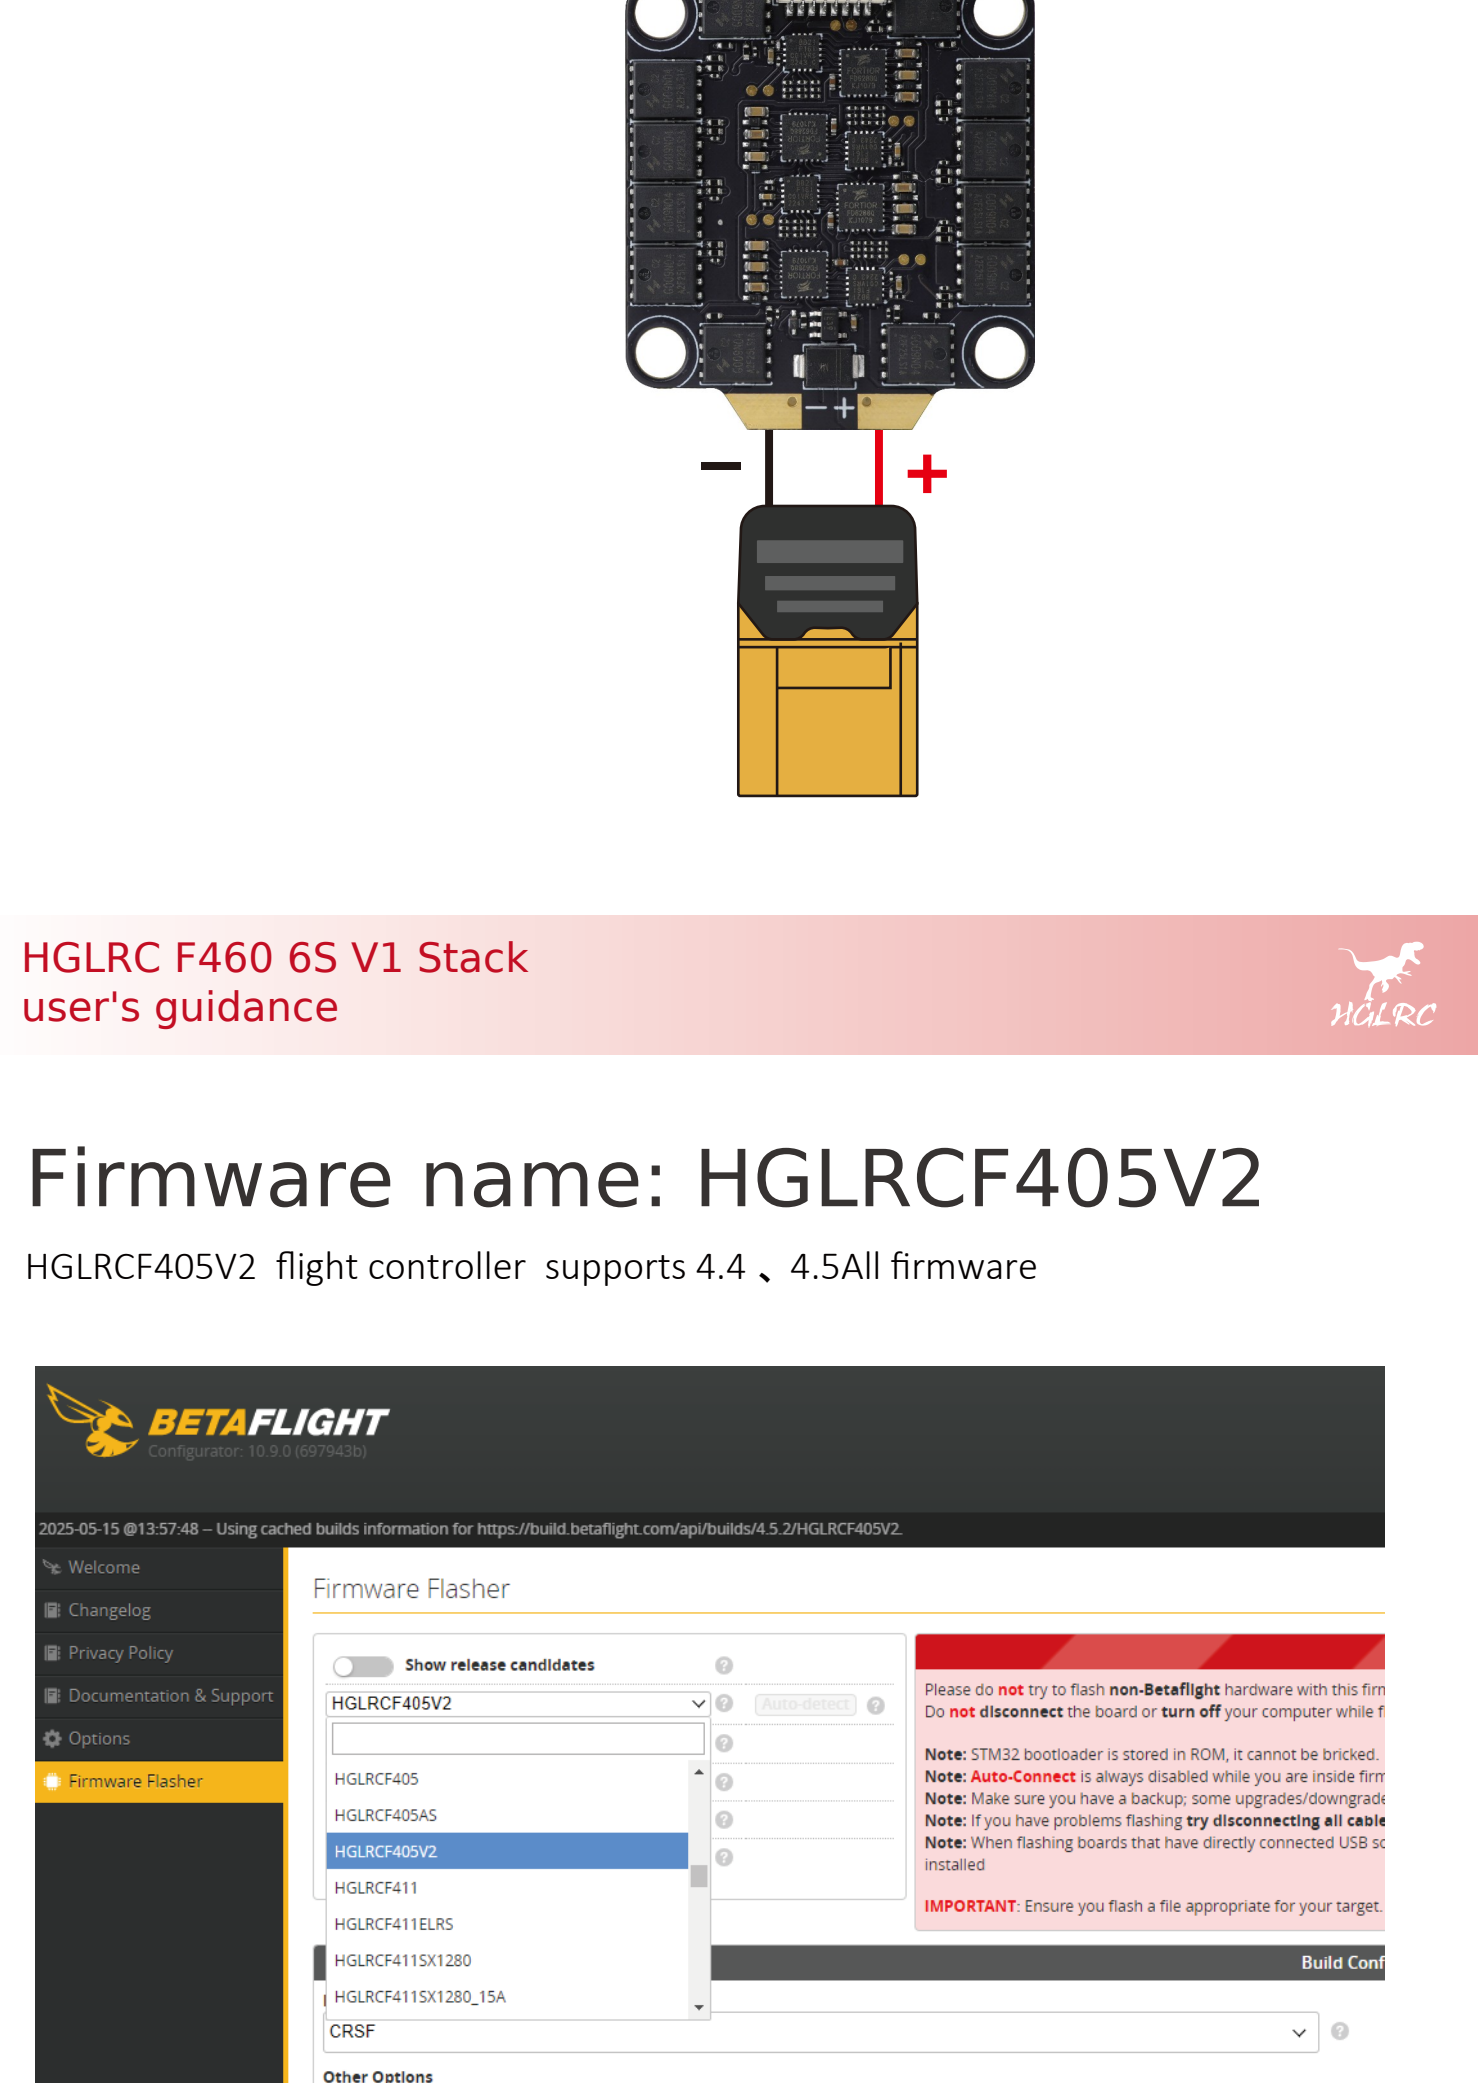 FORTIOR
FORTIOR
− +
−
+
HGLRC F460 6S V1 Stack
user's guidance
HGLRC
Firmware name: HGLRCF405V2
HGLRCF405V2 flight controller supports 4.4 、 4.5All firmware
BETAFLIGHT
Configurator: 10.9.0 (697943b)
2025-05-15 @13:57:48 -- Using cached builds information for https://build.betaflight.com/api/builds/4.5.2/HGLRCF405V2.
Welcome
Changelog
Privacy Policy
Documentation & Support
Options
Firmware Flasher
Firmware Flasher
Show release candidates
HGLRCF405V2
Auto-detect
HGLRCF405
HGLRCF405AS
HGLRCF405V2
HGLRCF411
HGLRCF411ELRS
HGLRCF411SX1280
HGLRCF411SX1280_15A
Please do not try to flash non-Betaflight hardware with this firm
Do not disconnect the board or turn off your computer while fl
Note: STM32 bootloader is stored in ROM, it cannot be bricked.
Note: Auto-Connect is always disabled while you are inside firm
Note: Make sure you have a backup; some upgrades/downgrade
Note: If you have problems flashing try disconnecting all cable
Note: When flashing boards that have directly connected USB so
installed
IMPORTANT: Ensure you flash a file appropriate for your target.
Build Conf
CRSF
Other Options